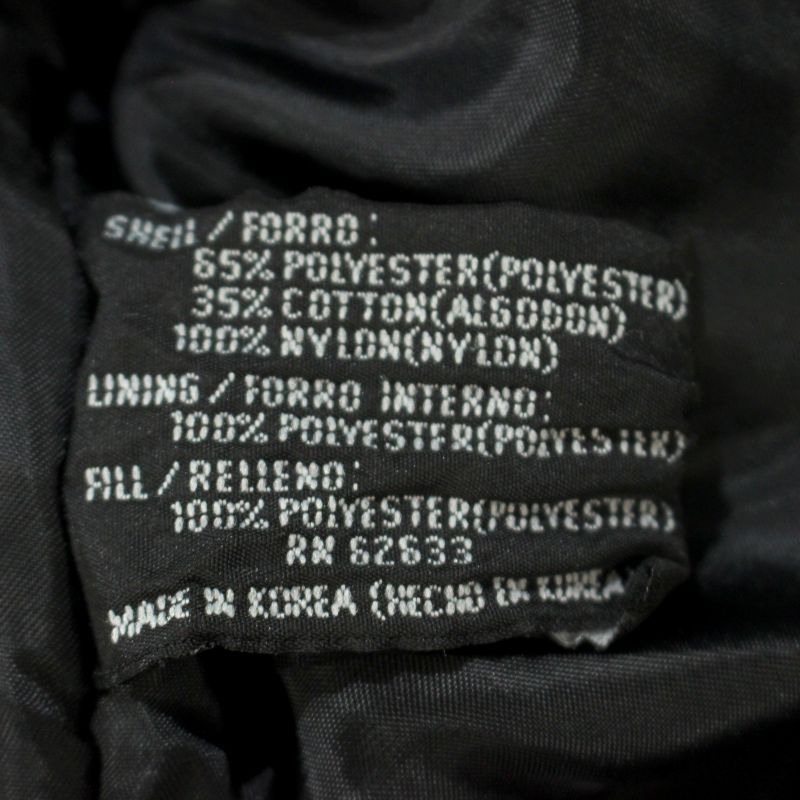 SHELL / FORRO:
65% POLYESTER(POLYESTER)
35% COTTON(ALGODON)
100% NYLON(NYLON)
LINING / FORRO INTERNO:
100% POLYESTER(POLYESTER)
FILL / RELLENO:
100% POLYESTER(POLYESTER)
RN 62633
MADE IN KOREA (HECHO EN KOREA)